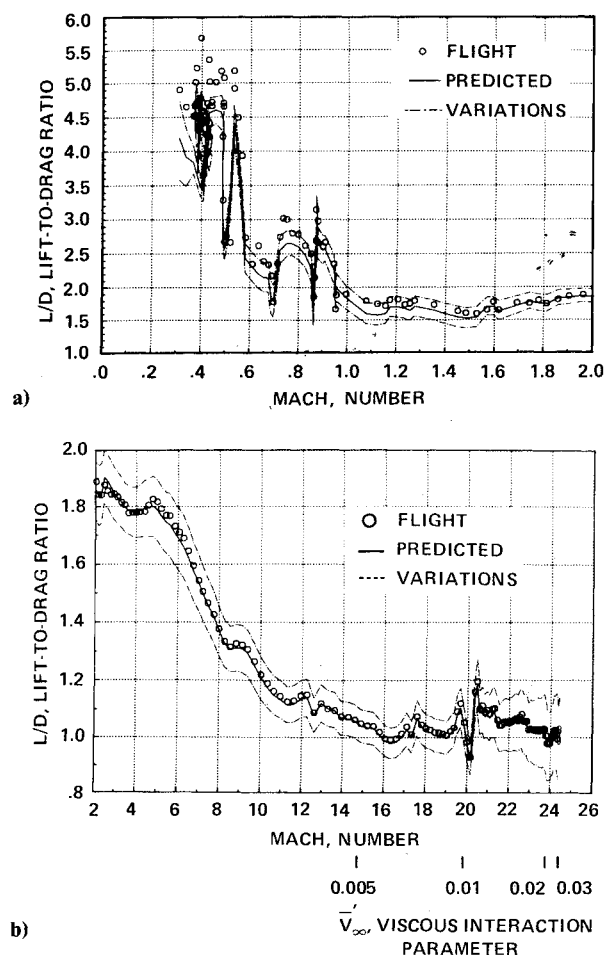 6.0
5.5
5.0
4.5
4.0
3.5
3.0
2.5
2.0
1.5
1.0
L/D, LIFT-TO-DRAG RATIO
○ FLIGHT
— PREDICTED
–·– VARIATIONS
.0 .2 .4 .6 .8 1.0 1.2 1.4 1.6 1.8 2.0
MACH, NUMBER
a)
2.0
1.8
1.6
1.4
1.2
1.0
.8
L/D, LIFT-TO-DRAG RATIO
○ FLIGHT
— PREDICTED
---- VARIATIONS
2 4 6 8 10 12 14 16 18 20 22 24 26
MACH, NUMBER
0.005 0.01 0.02 0.03
V̄′∞, VISCOUS INTERACTION
PARAMETER
b)